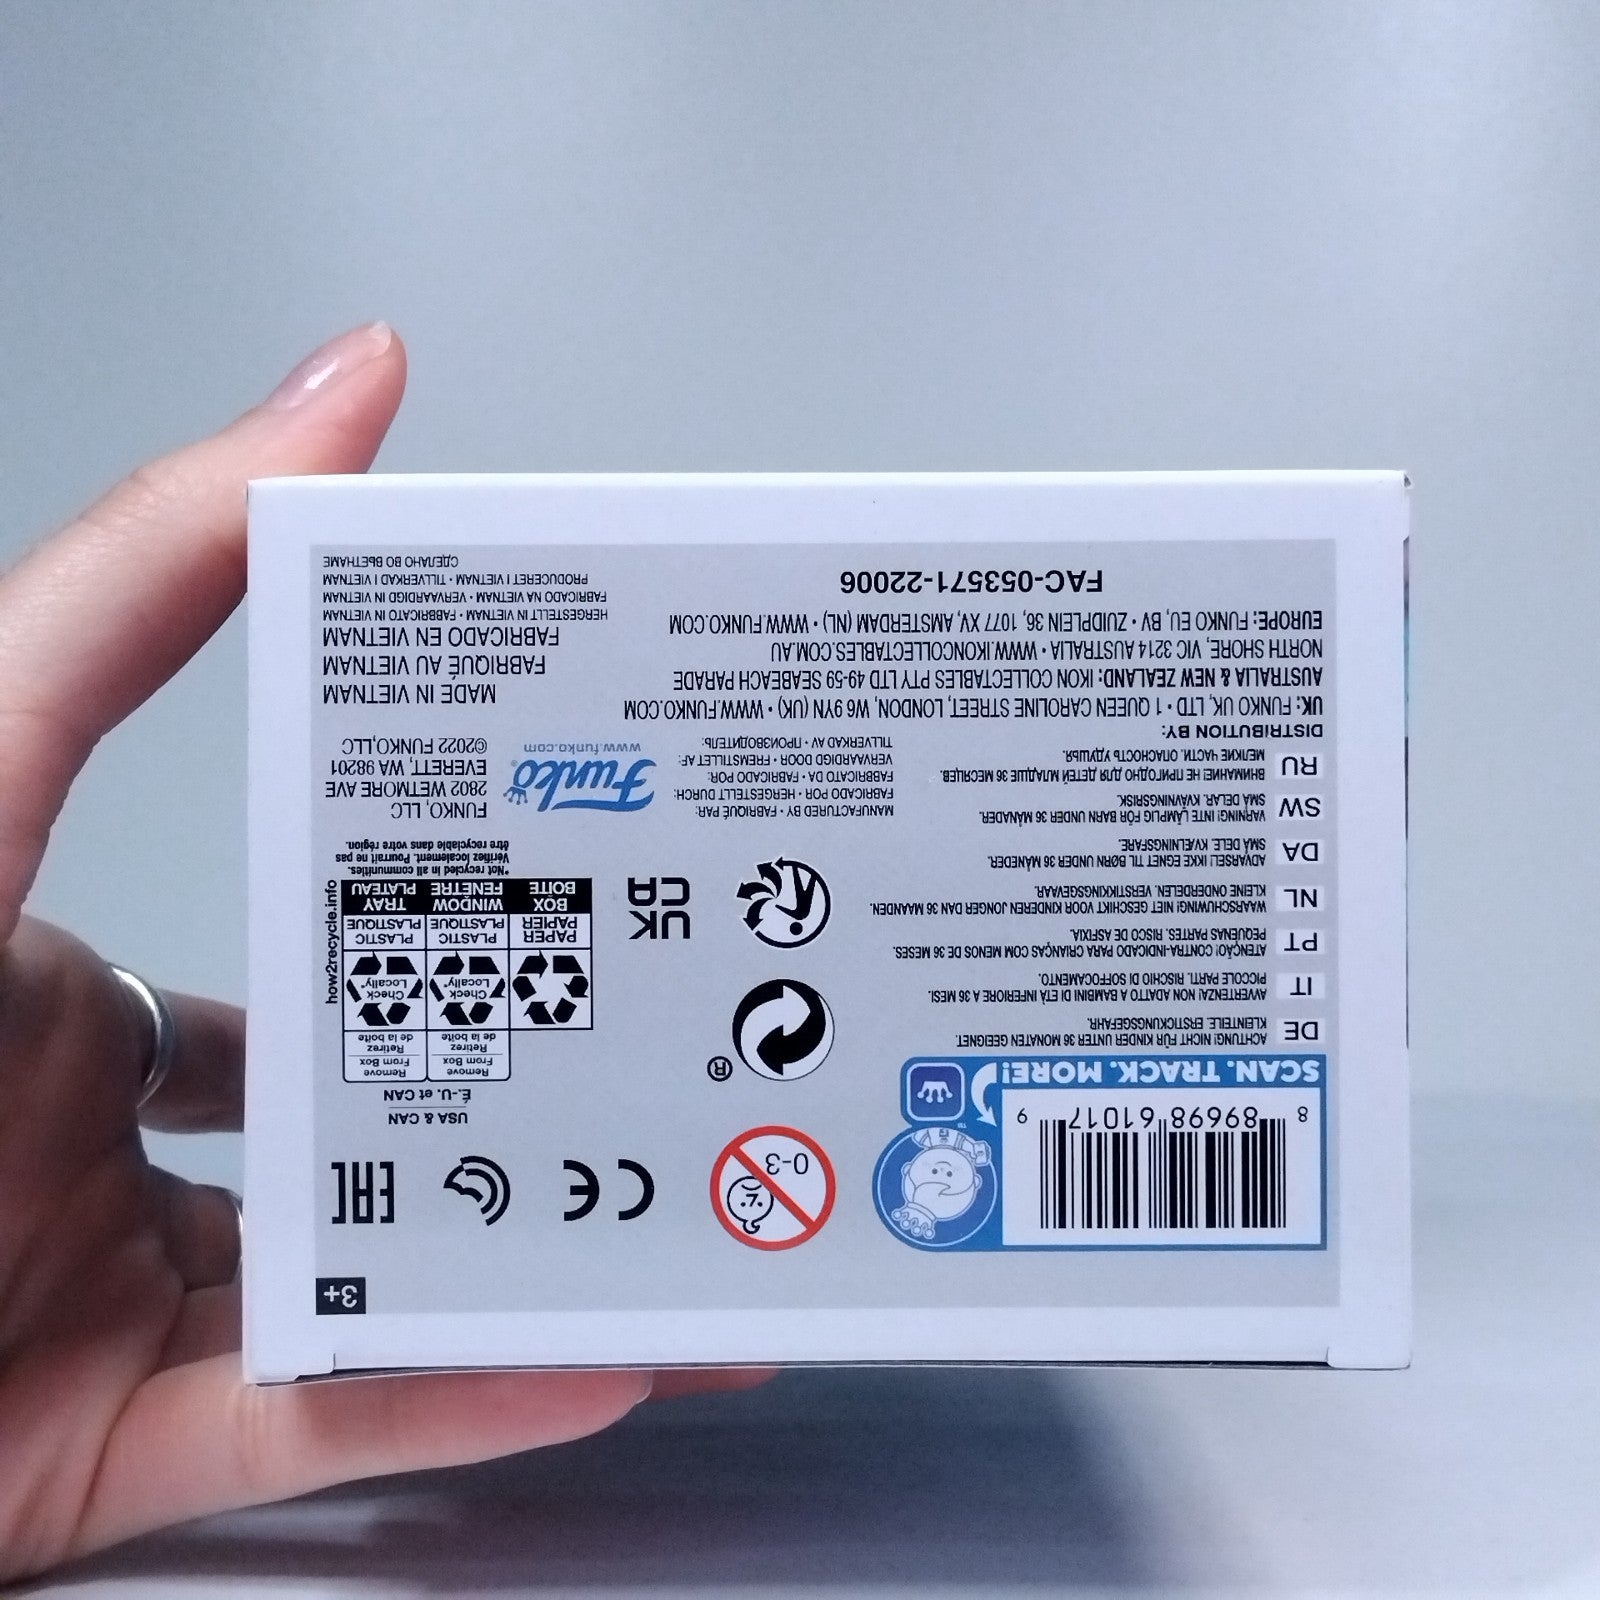 3+
8 89698 61017 9
SCAN. TRACK. MORE!
TM
0-3
CE
EAC
USA & CAN
É.-U. et CAN
Remove
From Box
Retirez
de la boîte
Remove
From Box
Retirez
de la boîte
Check
Locally*
Check
Locally*
PAPER
PAPIER
BOX
BOÎTE
PLASTIC
PLASTIQUE
WINDOW
FENÊTRE
PLASTIC
PLASTIQUE
TRAY
PLATEAU
how2recycle.info
*Not recycled in all communities.
Vérifiez localement. Pourrait ne pas
être recyclable dans votre région.
®
UK
CA
DE
ACHTUNG! NICHT FÜR KINDER UNTER 36 MONATEN GEEIGNET.
KLEINTEILE. ERSTICKUNGSGEFAHR.
IT
AVVERTENZA! NON ADATTO A BAMBINI DI ETÀ INFERIORE A 36 MESI.
PICCOLE PARTI. RISCHIO DI SOFFOCAMENTO.
PT
ATENÇÃO! CONTRA-INDICADO PARA CRIANÇAS COM MENOS DE 36 MESES.
PEQUENAS PARTES. RISCO DE ASFIXIA.
NL
WAARSCHUWING! NIET GESCHIKT VOOR KINDEREN JONGER DAN 36 MAANDEN.
KLEINE ONDERDELEN. VERSTIKKINGSGEVAAR.
DA
ADVARSEL! IKKE EGNET TIL BØRN UNDER 36 MÅNEDER.
SMÅ DELE. KVÆLNINGSFARE.
SW
VARNING! INTE LÄMPLIG FÖR BARN UNDER 36 MÅNADER.
SMÅ DELAR. KVÄVNINGSRISK.
RU
ВНИМАНИЕ! НЕ ПРИГОДНО ДЛЯ ДЕТЕЙ МЛАДШЕ 36 МЕСЯЦЕВ.
МЕЛКИЕ ЧАСТИ. ОПАСНОСТЬ УДУШЬЯ.
MANUFACTURED BY • FABRIQUÉ PAR:
FABRICADO POR • HERGESTELLT DURCH:
FABRICATO DA • FABRICADO POR:
VERVAARDIGD DOOR • FREMSTILLET AF:
TILLVERKAD AV • ПРОИЗВОДИТЕЛЬ:
Funko
®
www.funko.com
FUNKO, LLC
2802 WETMORE AVE
EVERETT, WA 98201
©2022 FUNKO,LLC
DISTRIBUTION BY:
UK: FUNKO UK, LTD • 1 QUEEN CAROLINE STREET, LONDON, W6 9YN (UK) • WWW.FUNKO.COM
AUSTRALIA & NEW ZEALAND: IKON COLLECTABLES PTY LTD 49-59 SEABEACH PARADE
NORTH SHORE, VIC 3214 AUSTRALIA • WWW.IKONCOLLECTABLES.COM.AU
EUROPE: FUNKO EU, BV • ZUIDPLEIN 36, 1077 XV, AMSTERDAM (NL) • WWW.FUNKO.COM
FAC-053571-22006
MADE IN VIETNAM
FABRIQUÉ AU VIETNAM
FABRICADO EN VIETNAM
HERGESTELLT IN VIETNAM • FABBRICATO IN VIETNAM
FABRICADO NA VIETNAM • VERVAARDIGD IN VIETNAM
PRODUCERET I VIETNAM • TILLVERKAD I VIETNAM
СДЕЛАНО ВО ВЬЕТНАМЕ